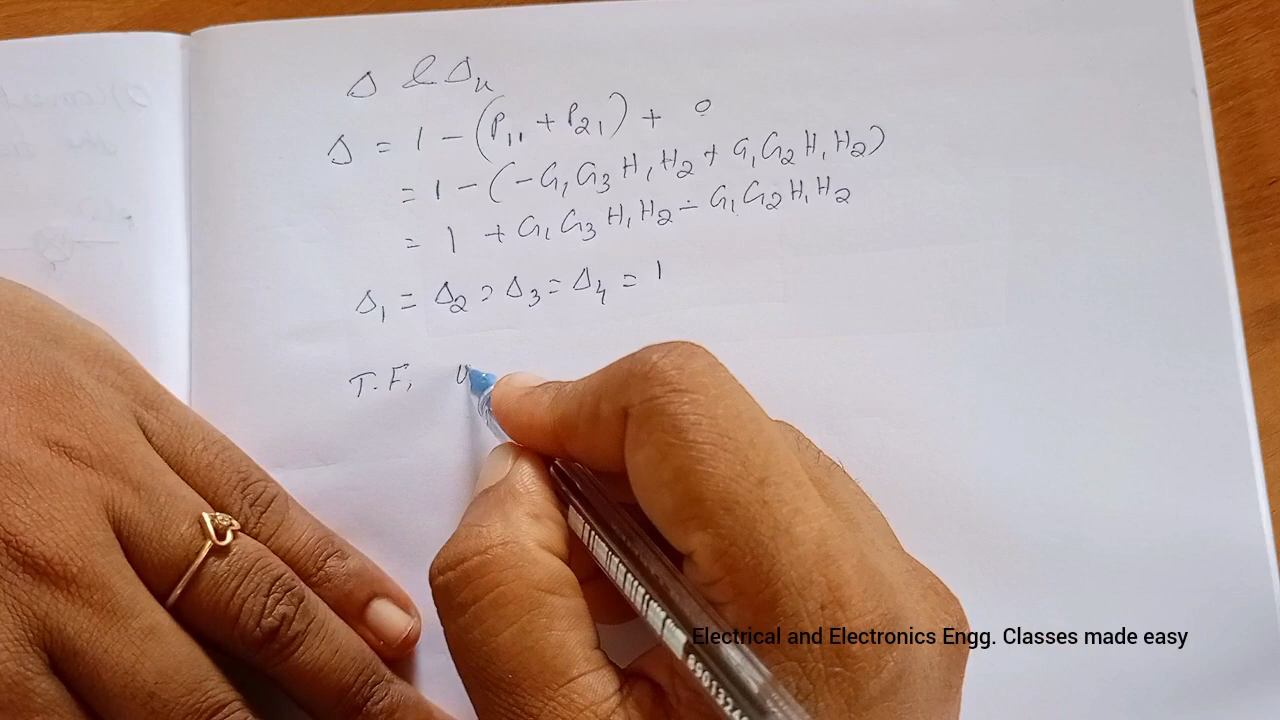 Δ & Δₖ
Δ = 1 - (P₁₁ + P₂₁) + 0
= 1 - (-G₁G₃H₁H₂ + G₁G₂H₁H₂)
= 1 + G₁G₃H₁H₂ - G₁G₂H₁H₂
Δ₁ = Δ₂ = Δ₃ = Δ₄ = 1
T.F,
Electrical and Electronics Engg. Classes made easy